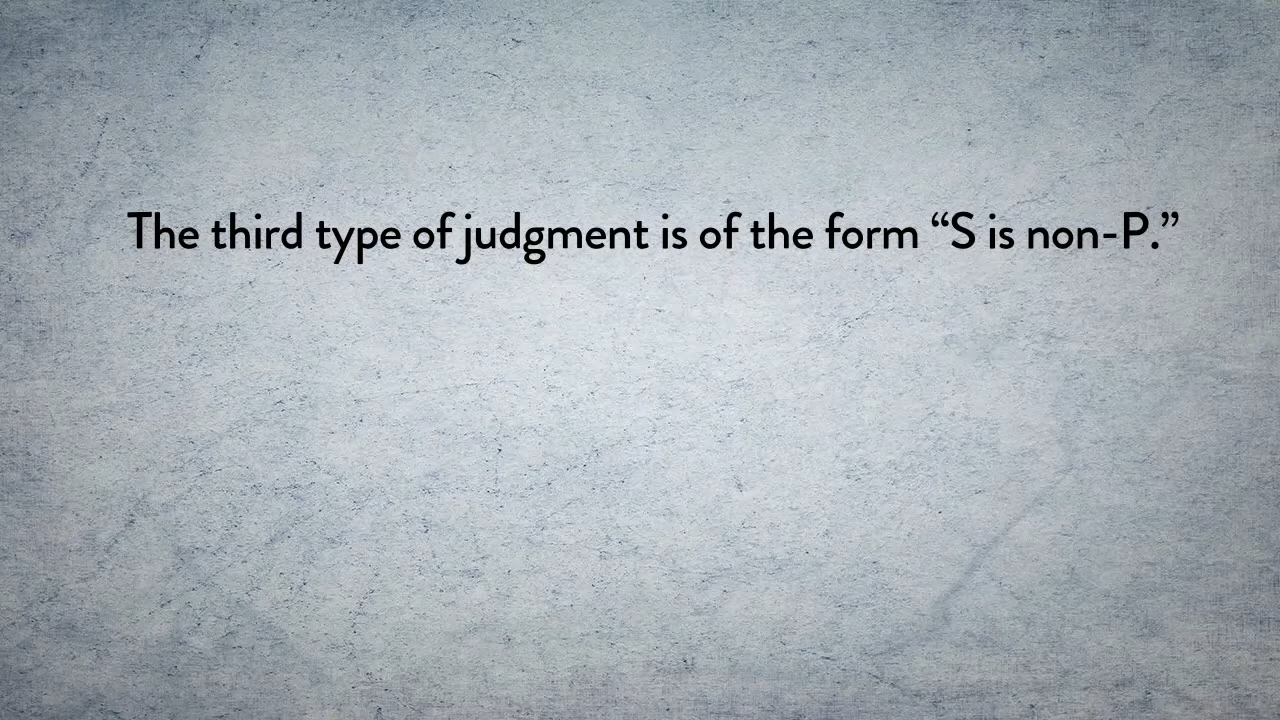 The third type of judgment is of the form “S is non-P.”